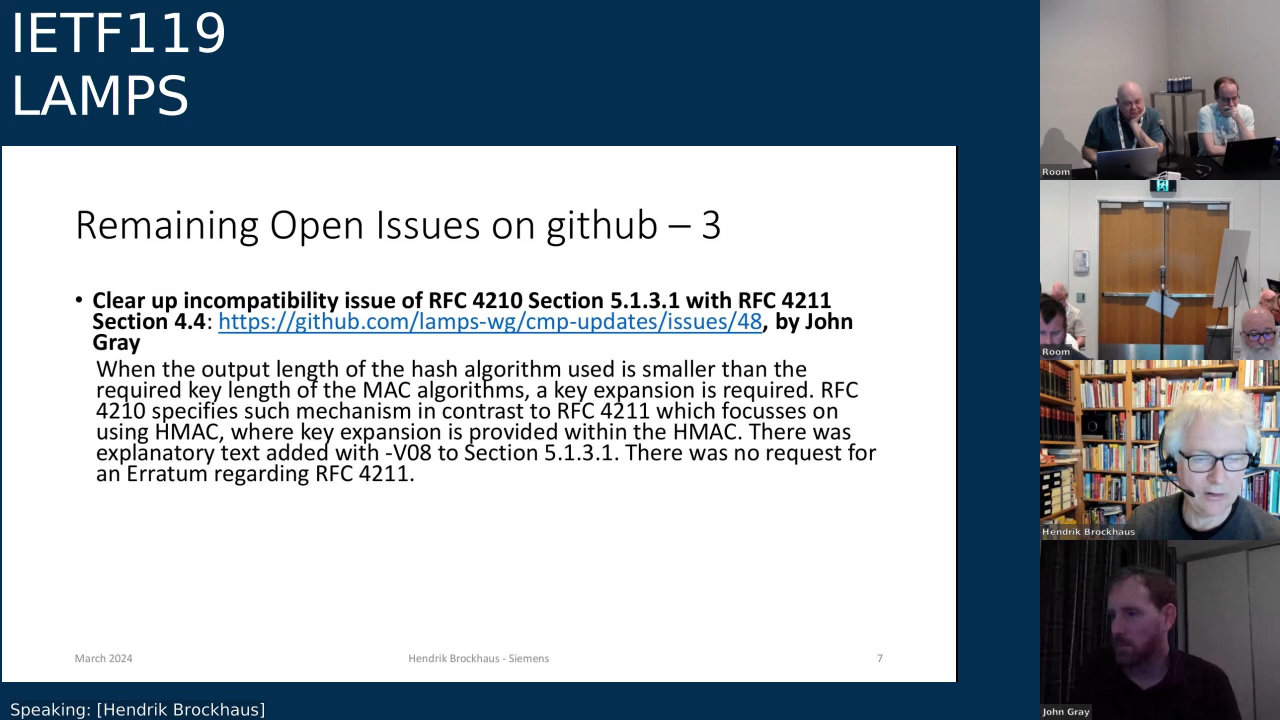 IETF119
LAMPS
Remaining Open Issues on github – 3
• Clear up incompatibility issue of RFC 4210 Section 5.1.3.1 with RFC 4211
Section 4.4: https://github.com/lamps-wg/cmp-updates/issues/48, by John
Gray
When the output length of the hash algorithm used is smaller than the
required key length of the MAC algorithms, a key expansion is required. RFC
4210 specifies such mechanism in contrast to RFC 4211 which focusses on
using HMAC, where key expansion is provided within the HMAC. There was
explanatory text added with -V08 to Section 5.1.3.1. There was no request for
an Erratum regarding RFC 4211.
March 2024
Hendrik Brockhaus - Siemens
7
Speaking: [Hendrik Brockhaus]
Room
Room
Hendrik Brockhaus
John Gray